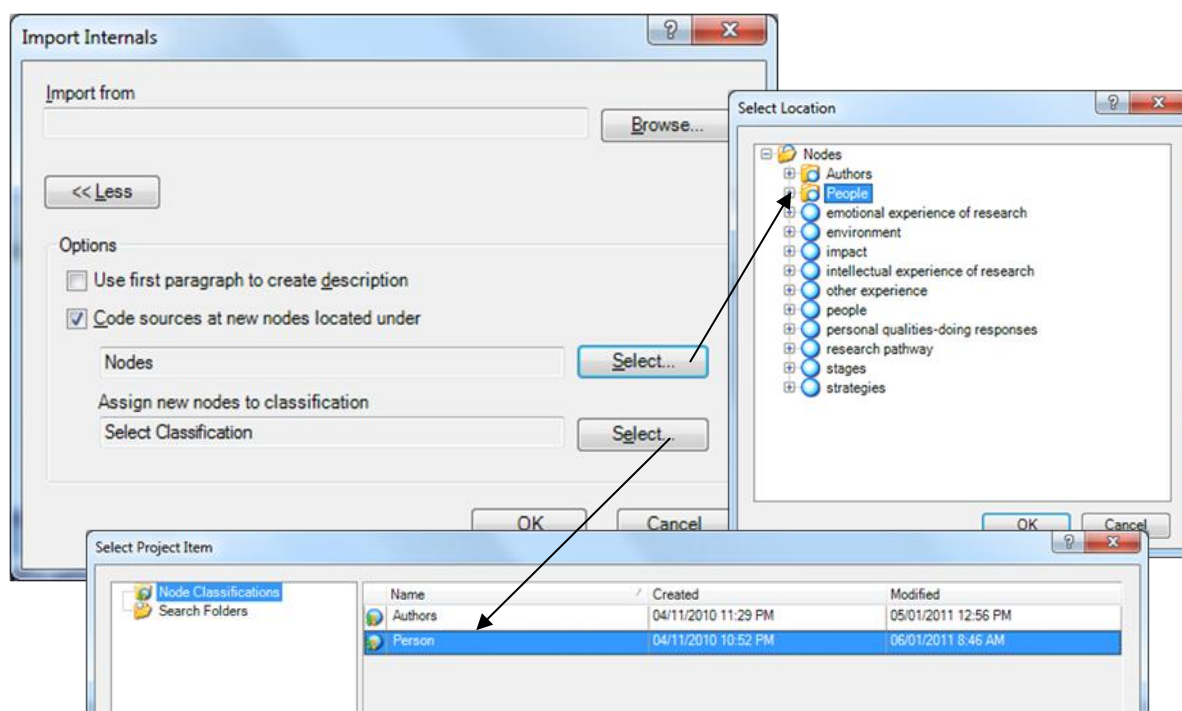 Import Internals
Import from
Browse...
<< Less
Options
Use first paragraph to create description
Code sources at new nodes located under
Nodes
Select...
Assign new nodes to classification
Select Classification
Select...
OK
Cancel
Select Location
Nodes
Authors
People
emotional experience of research
environment
impact
intellectual experience of research
other experience
people
personal qualities-doing responses
research pathway
stages
strategies
OK
Cancel
Select Project Item
Node Classifications
Search Folders
Name Created Modified
Authors 04/11/2010 11:29 PM 05/01/2011 12:56 PM
Person 04/11/2010 10:52 PM 06/01/2011 8:46 AM